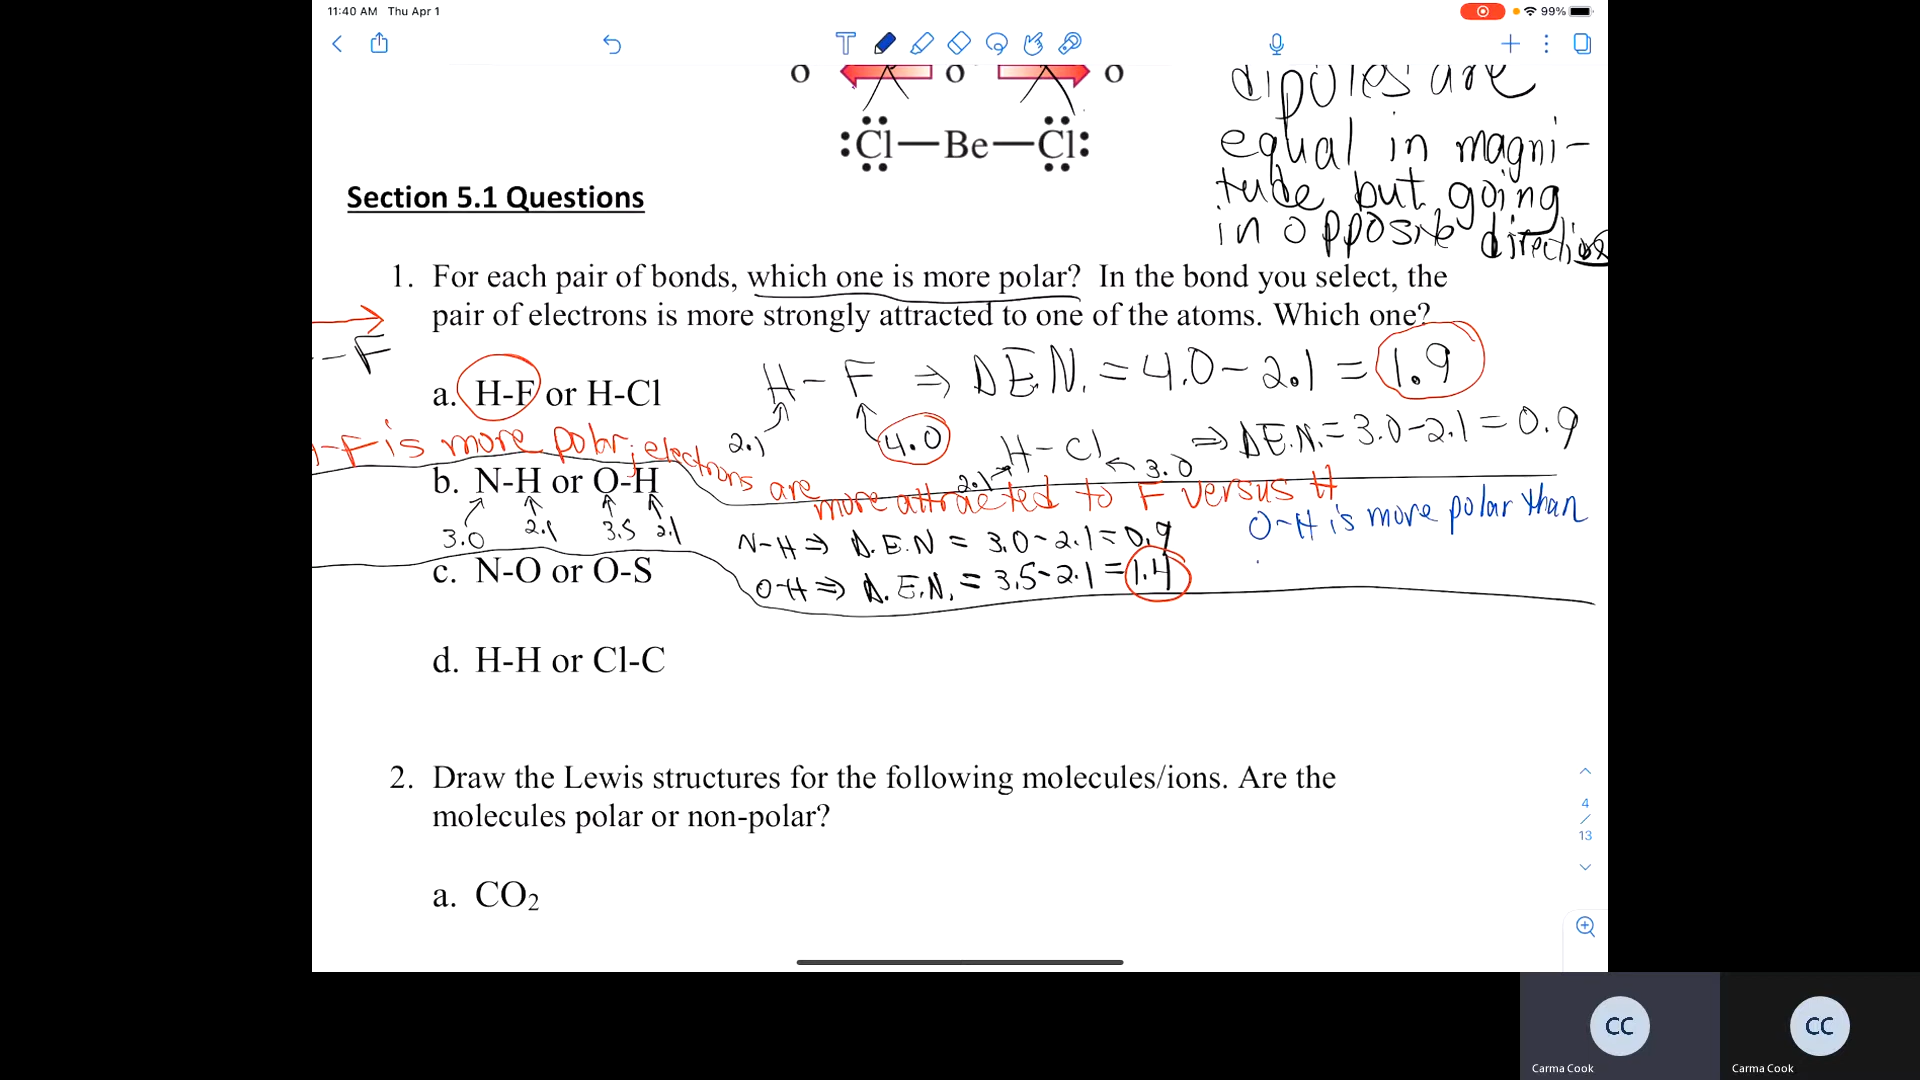 11:40 AM Thu Apr 1
99%
dipoles are
equal in magni-
tude but going
in opposite directions
:Cl—Be—Cl:
Section 5.1 Questions
1. For each pair of bonds, which one is more polar? In the bond you select, the
pair of electrons is more strongly attracted to one of the atoms. Which one?
-F
a. H-F or H-Cl
H-F ⇒ Δ E.N. = 4.0-2.1 = 1.9
2.1
4.0
H-Cl ⇒ Δ E.N. = 3.0-2.1 = 0.9
2.1
3.0
-F is more polar; electrons are
more attracted to F versus H
b. N-H or O-H
3.0 2.1 3.5 2.1
N-H ⇒ Δ.E.N = 3.0-2.1=0.9
O-H ⇒ Δ.E.N. = 3.5-2.1 = 1.4
O-H is more polar than
c. N-O or O-S
d. H-H or Cl-C
2. Draw the Lewis structures for the following molecules/ions. Are the
molecules polar or non-polar?
a. CO₂
4
/
13
CC
CC
Carma Cook
Carma Cook